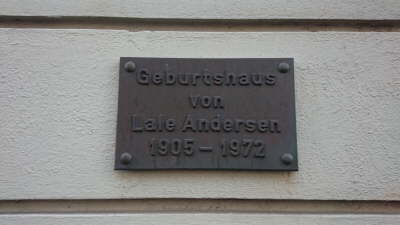 Geburtshaus
von
Lale Andersen
1905 – 1972